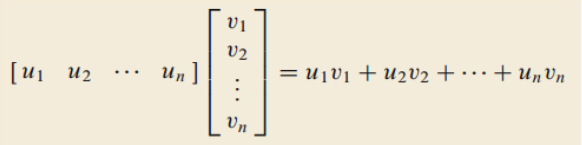 [ u₁ u₂ ⋯ uₙ ] [ v₁ v₂ ⋮ vₙ ] = u₁v₁ + u₂v₂ + ⋯ + uₙvₙ